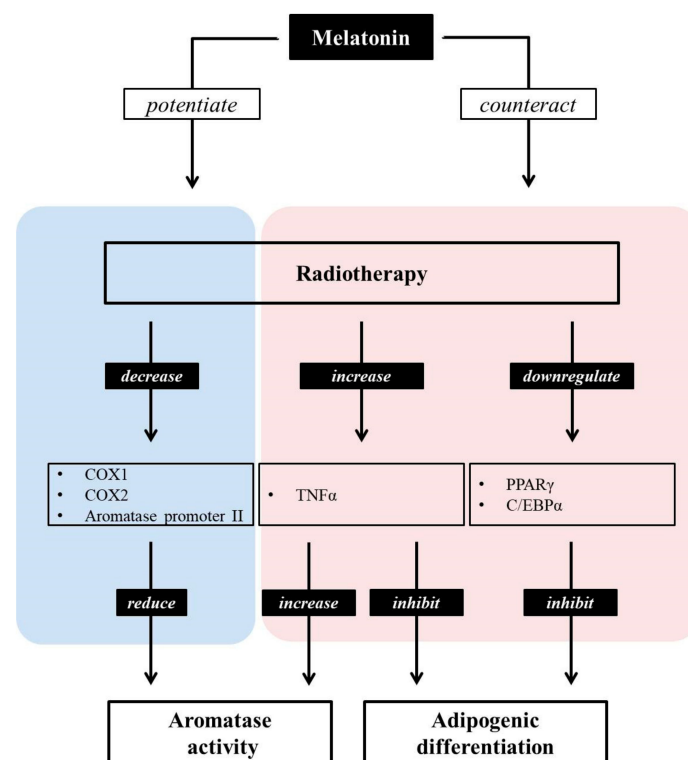 Melatonin
potentiate
counteract
Radiotherapy
decrease
increase
downregulate
• COX1
• COX2
• Aromatase promoter II
• TNFα
• PPARγ
• C/EBPα
reduce
increase
inhibit
inhibit
Aromatase
activity
Adipogenic
differentiation